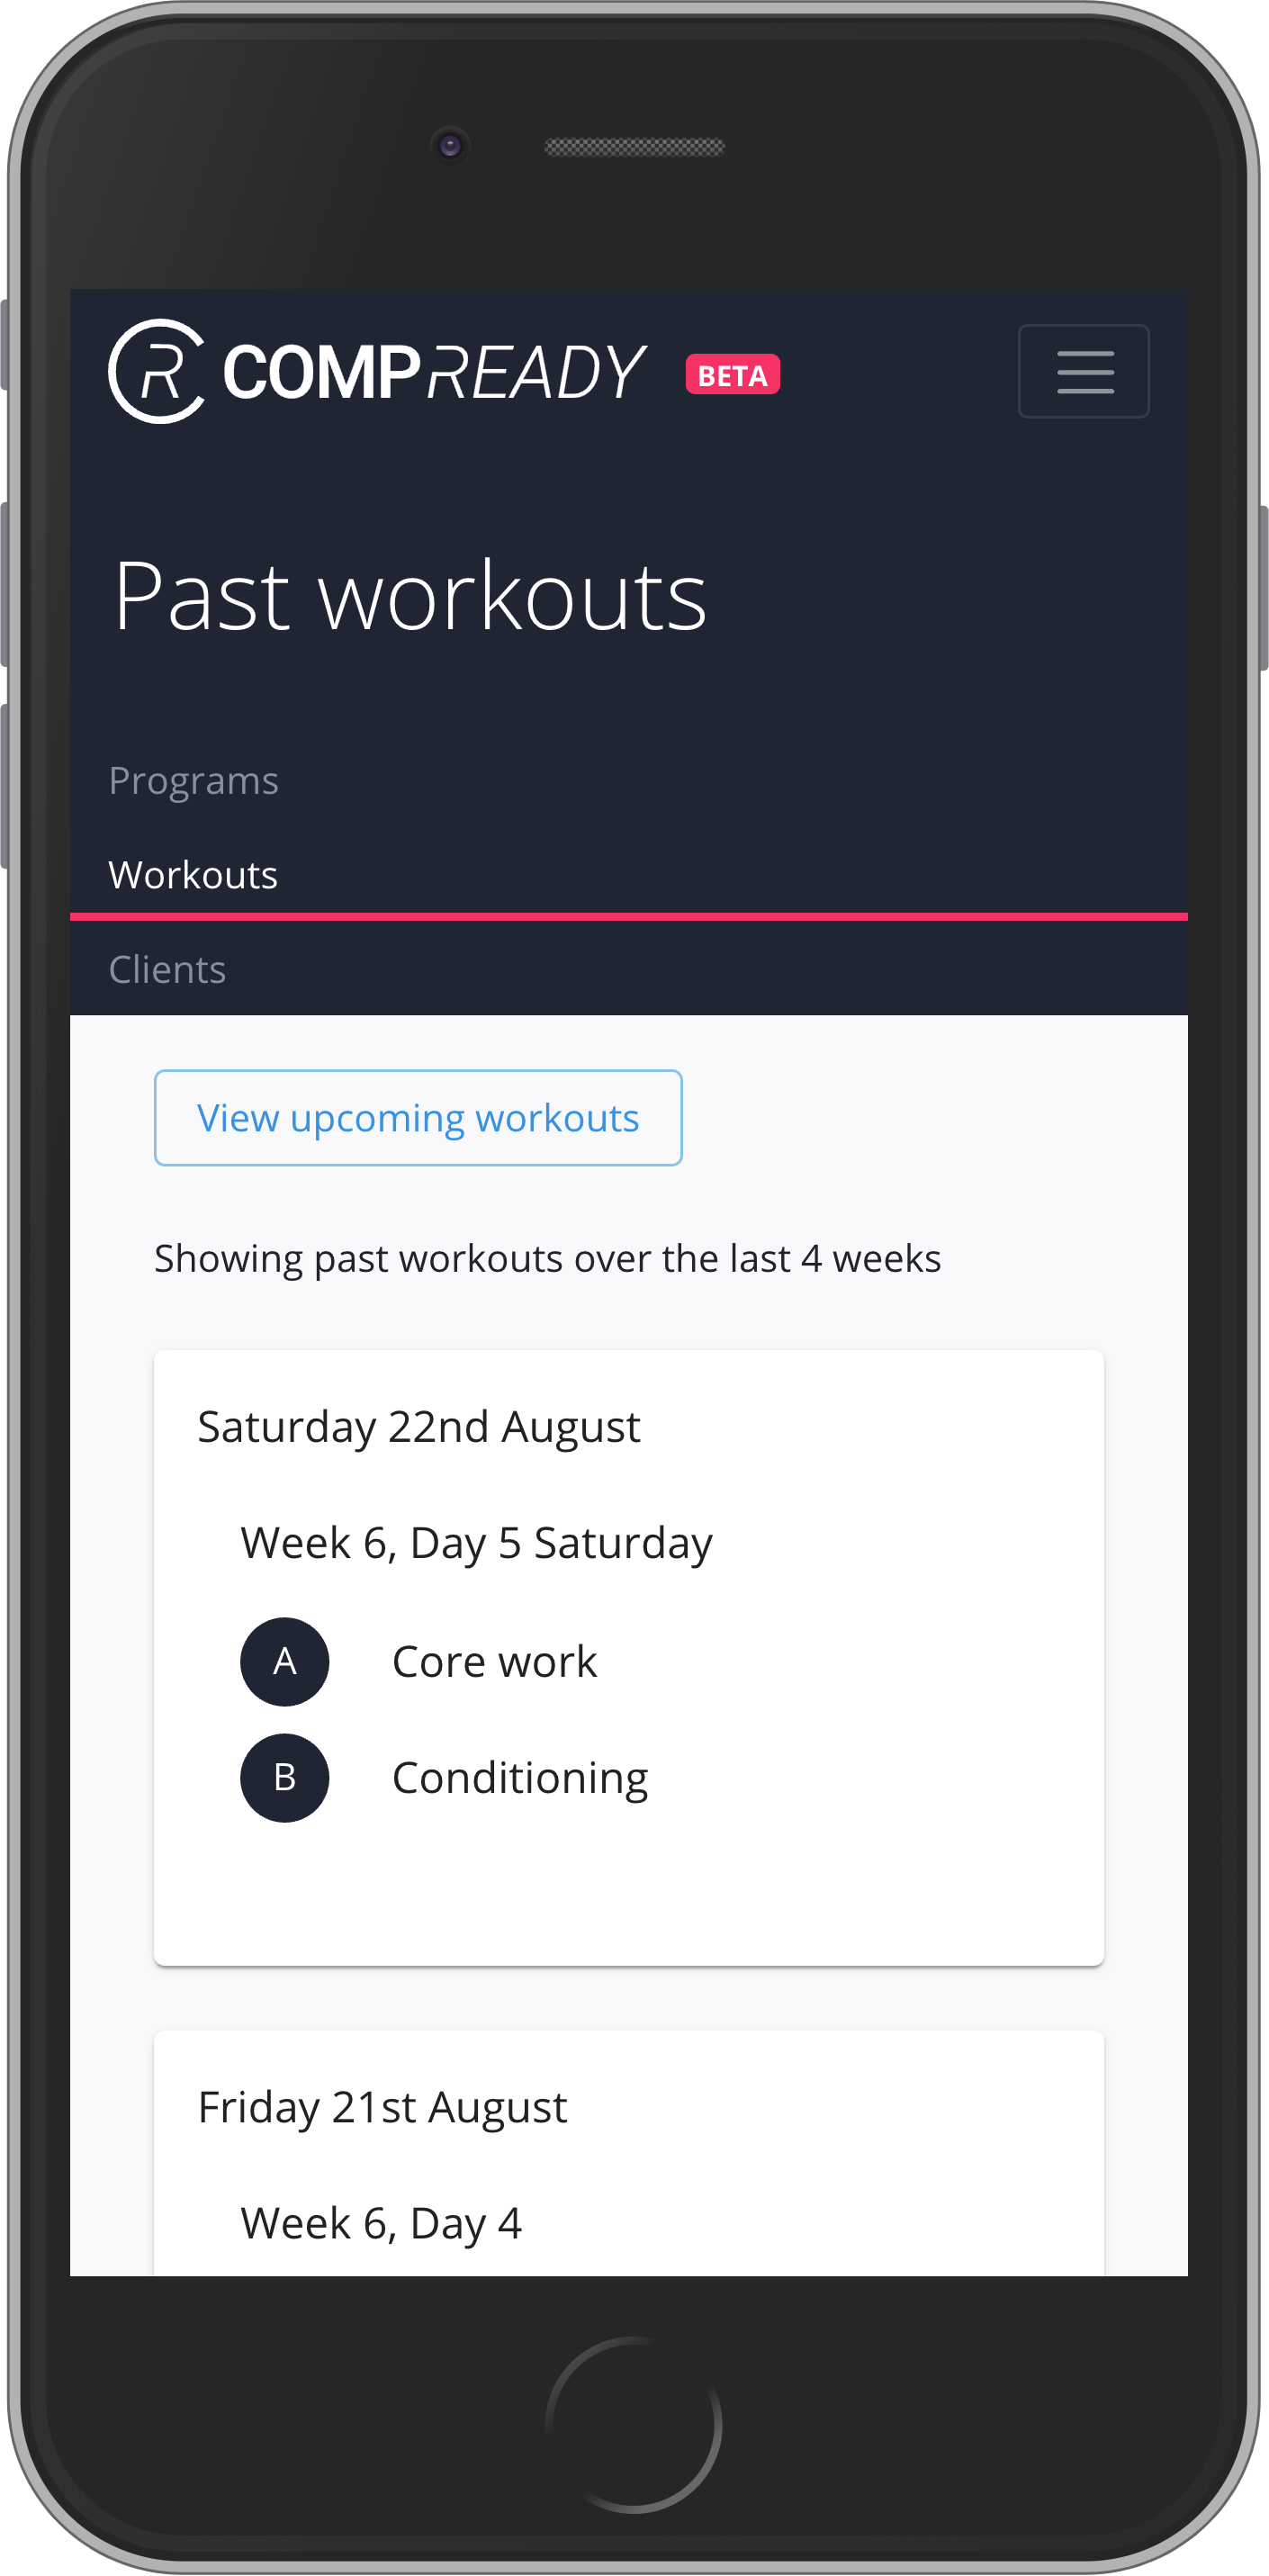 R COMPREADY BETA
Past workouts
Programs
Workouts
Clients
View upcoming workouts
Showing past workouts over the last 4 weeks
Saturday 22nd August
Week 6, Day 5 Saturday
A Core work
B Conditioning
Friday 21st August
Week 6, Day 4